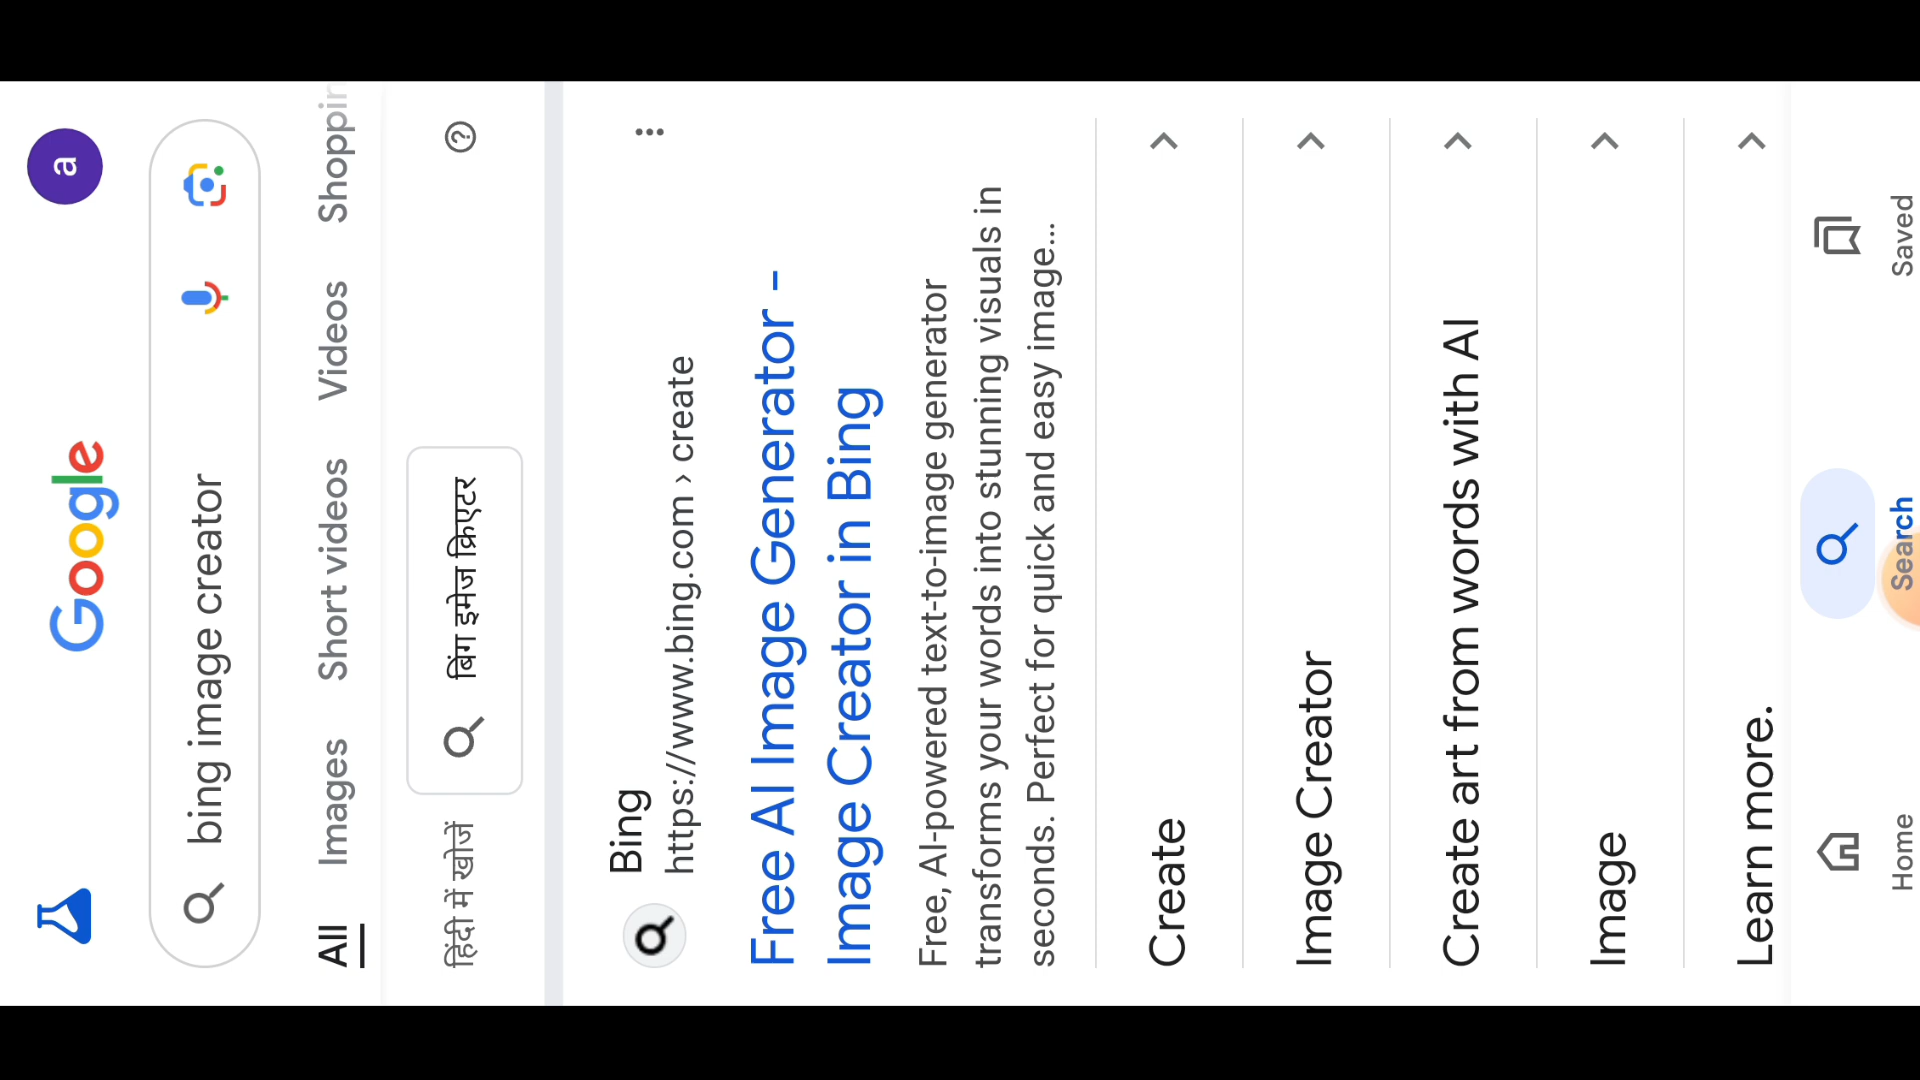 Google
a
bing image creator
All Images Short videos Videos Shoppin
हिंदी में खोजें बिंग इमेज क्रिएटर
Bing
https://www.bing.com › create
Free AI Image Generator -
Image Creator in Bing
Free, AI-powered text-to-image generator
transforms your words into stunning visuals in
seconds. Perfect for quick and easy image...
Create
Image Creator
Create art from words with AI
Image
Learn more.
Home Search Saved